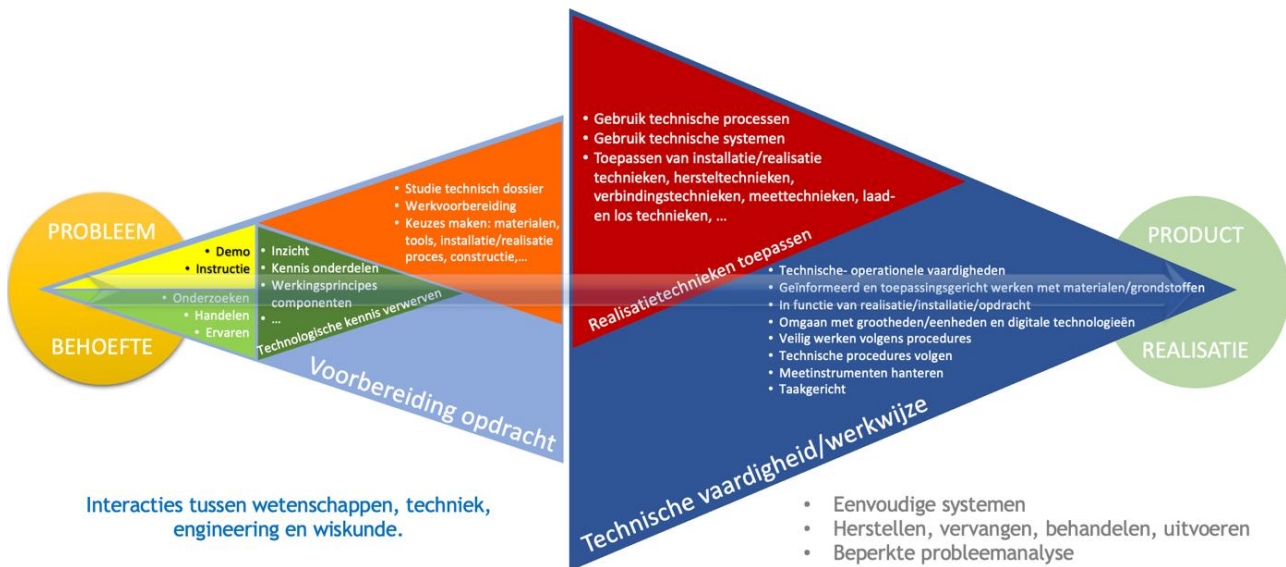 PROBLEEM
BEHOEFTE
• Demo
• Instructie
• Onderzoeken
• Handelen
• Ervaren
• Inzicht
• Kennis onderdelen
• Werkingsprincipes
componenten
• ...
Technologische kennis verwerven
• Studie technisch dossier
• Werkvoorbereiding
• Keuzes maken: materialen,
tools, installatie/realisatie
proces, constructie,...
Voorbereiding opdracht
• Gebruik technische processen
• Gebruik technische systemen
• Toepassen van installatie/realisatie
technieken, hersteltechnieken,
verbindingstechnieken, meettechnieken, laad-
en los technieken, ...
Realisatietechnieken toepassen
• Technische- operationele vaardigheden
• Geïnformeerd en toepassingsgericht werken met materialen/grondstoffen
• In functie van realisatie/installatie/opdracht
• Omgaan met grootheden/eenheden en digitale technologieën
• Veilig werken volgens procedures
• Technische procedures volgen
• Meetinstrumenten hanteren
• Taakgericht
Technische vaardigheid/werkwijze
PRODUCT
REALISATIE
Interacties tussen wetenschappen, techniek,
engineering en wiskunde.
• Eenvoudige systemen
• Herstellen, vervangen, behandelen, uitvoeren
• Beperkte probleemanalyse